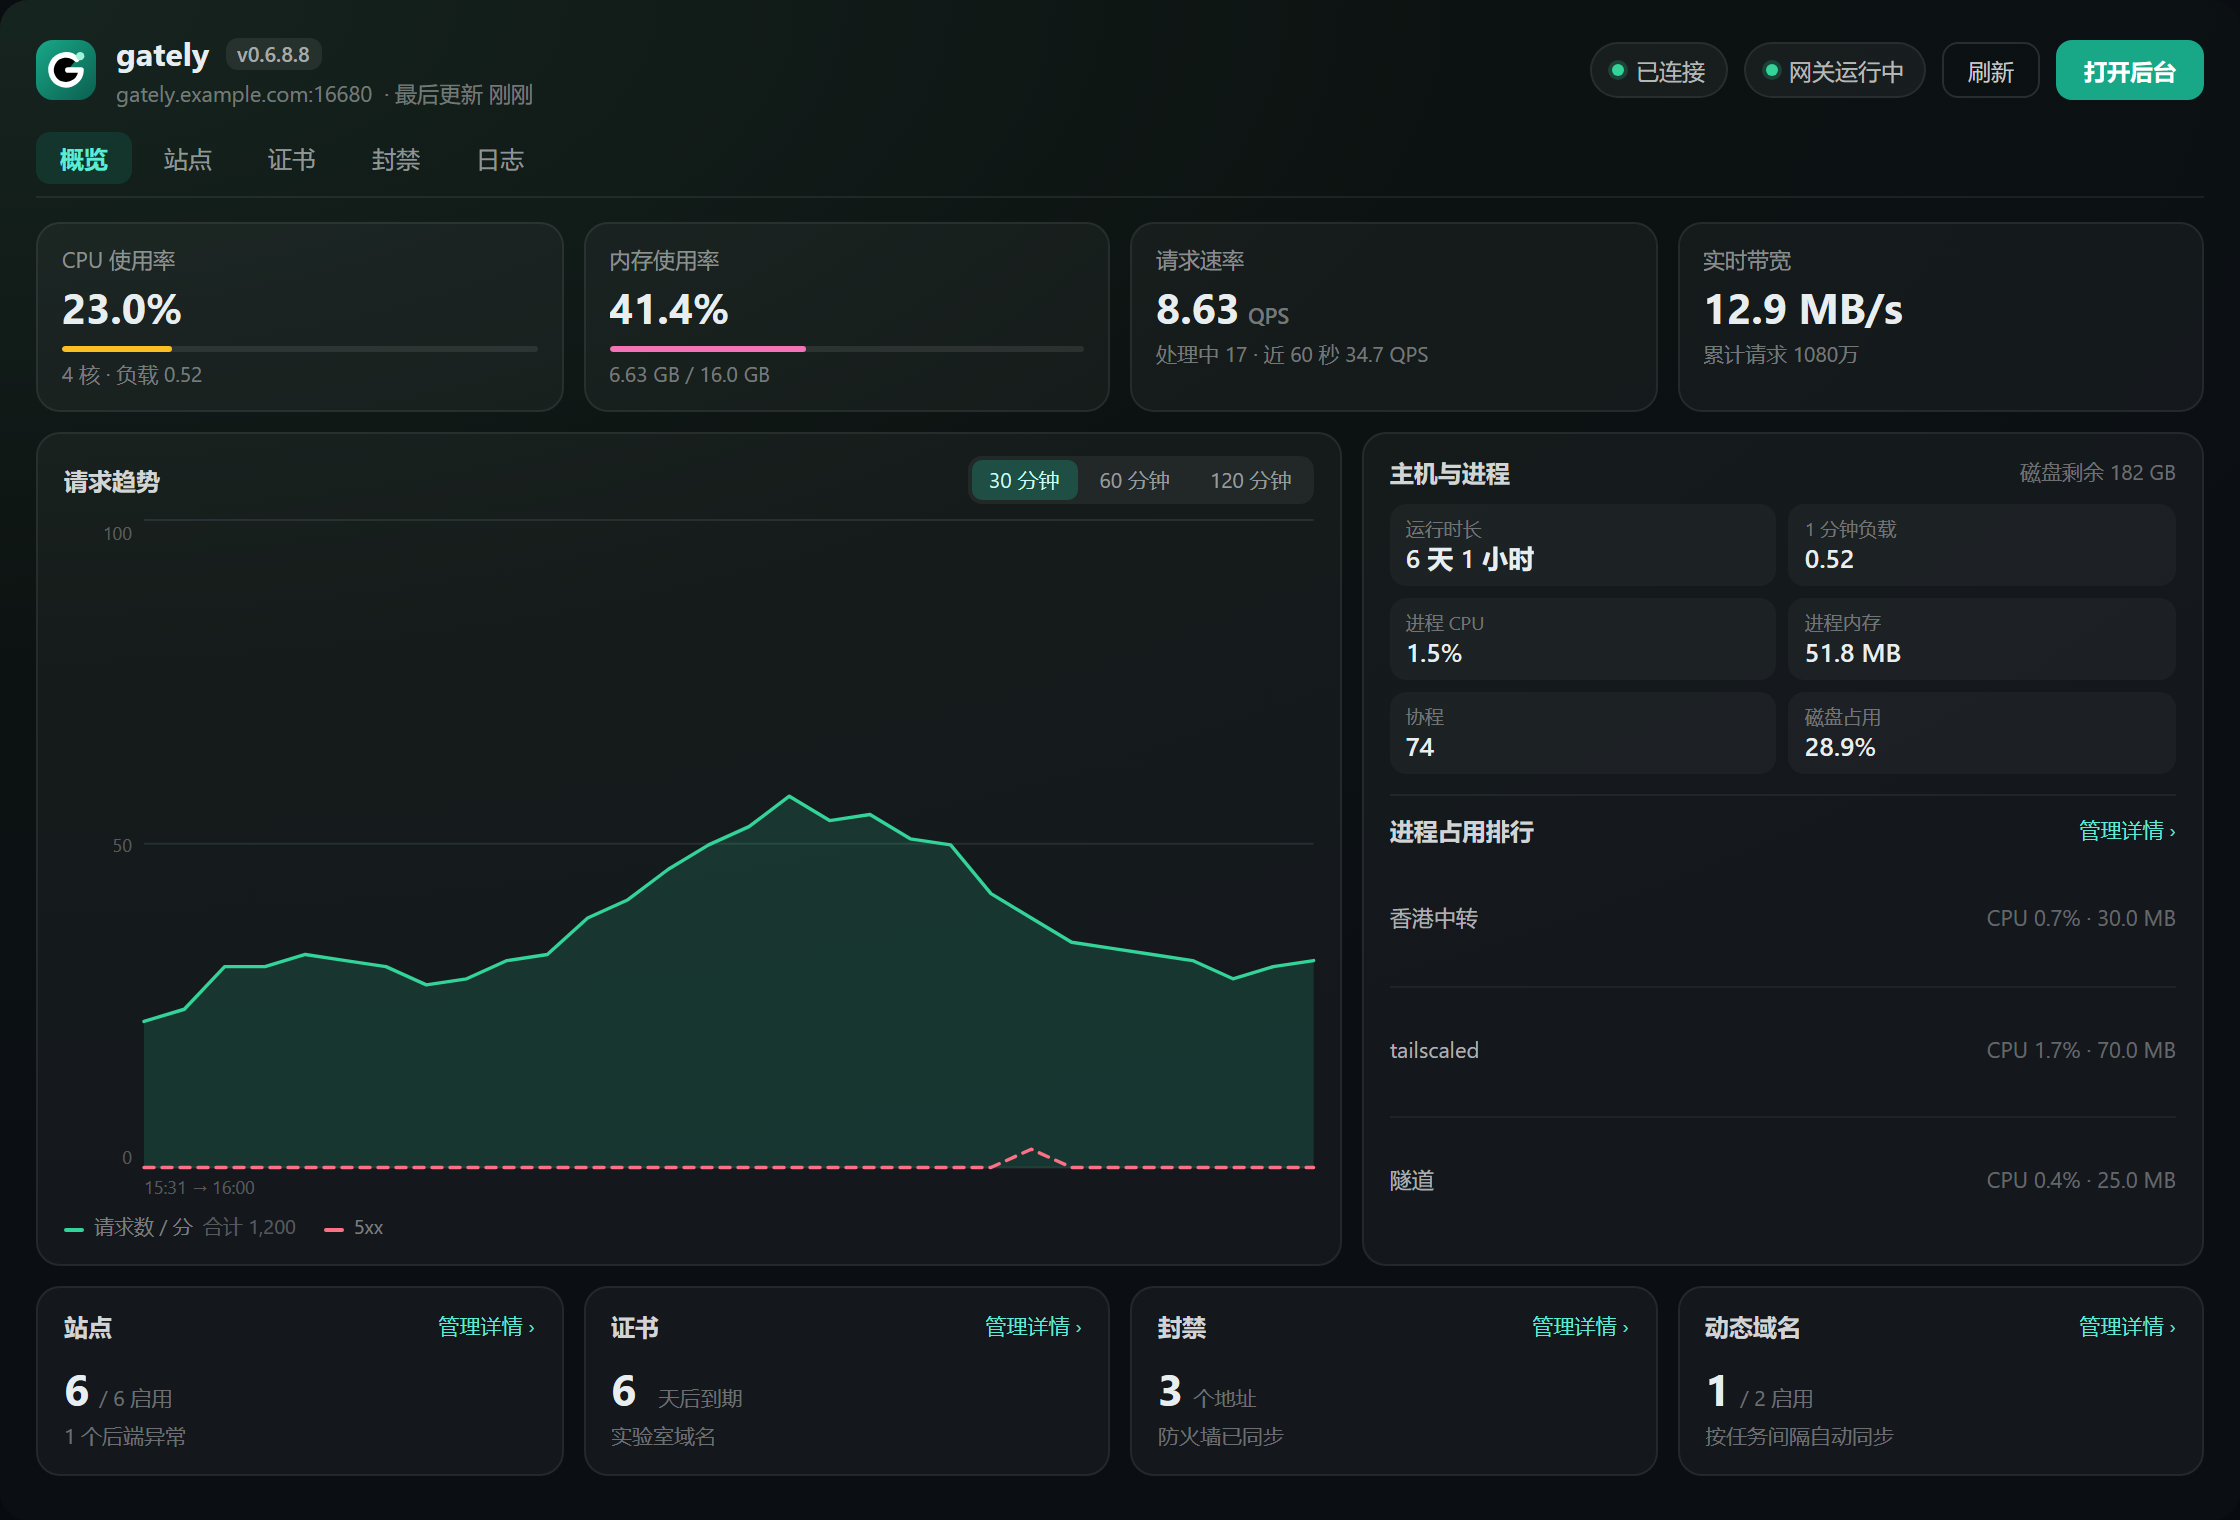 gately v0.6.8.8
gately.example.com:16680 · 最后更新 刚刚
已连接
网关运行中
刷新
打开后台
概览 站点 证书 封禁 日志
CPU 使用率
23.0%
4 核 · 负载 0.52
内存使用率
41.4%
6.63 GB / 16.0 GB
请求速率
8.63 QPS
处理中 17 · 近 60 秒 34.7 QPS
实时带宽
12.9 MB/s
累计请求 1080万
请求趋势
30 分钟 60 分钟 120 分钟
100
50
0
15:31 → 16:00
请求数 / 分 合计 1,200 5xx
主机与进程
磁盘剩余 182 GB
运行时长
6 天 1 小时
1 分钟负载
0.52
进程 CPU
1.5%
进程内存
51.8 MB
协程
74
磁盘占用
28.9%
进程占用排行
管理详情 ›
香港中转
CPU 0.7% · 30.0 MB
tailscaled
CPU 1.7% · 70.0 MB
隧道
CPU 0.4% · 25.0 MB
站点
管理详情 ›
6 / 6 启用
1 个后端异常
证书
管理详情 ›
6 天后到期
实验室域名
封禁
管理详情 ›
3 个地址
防火墙已同步
动态域名
管理详情 ›
1 / 2 启用
按任务间隔自动同步